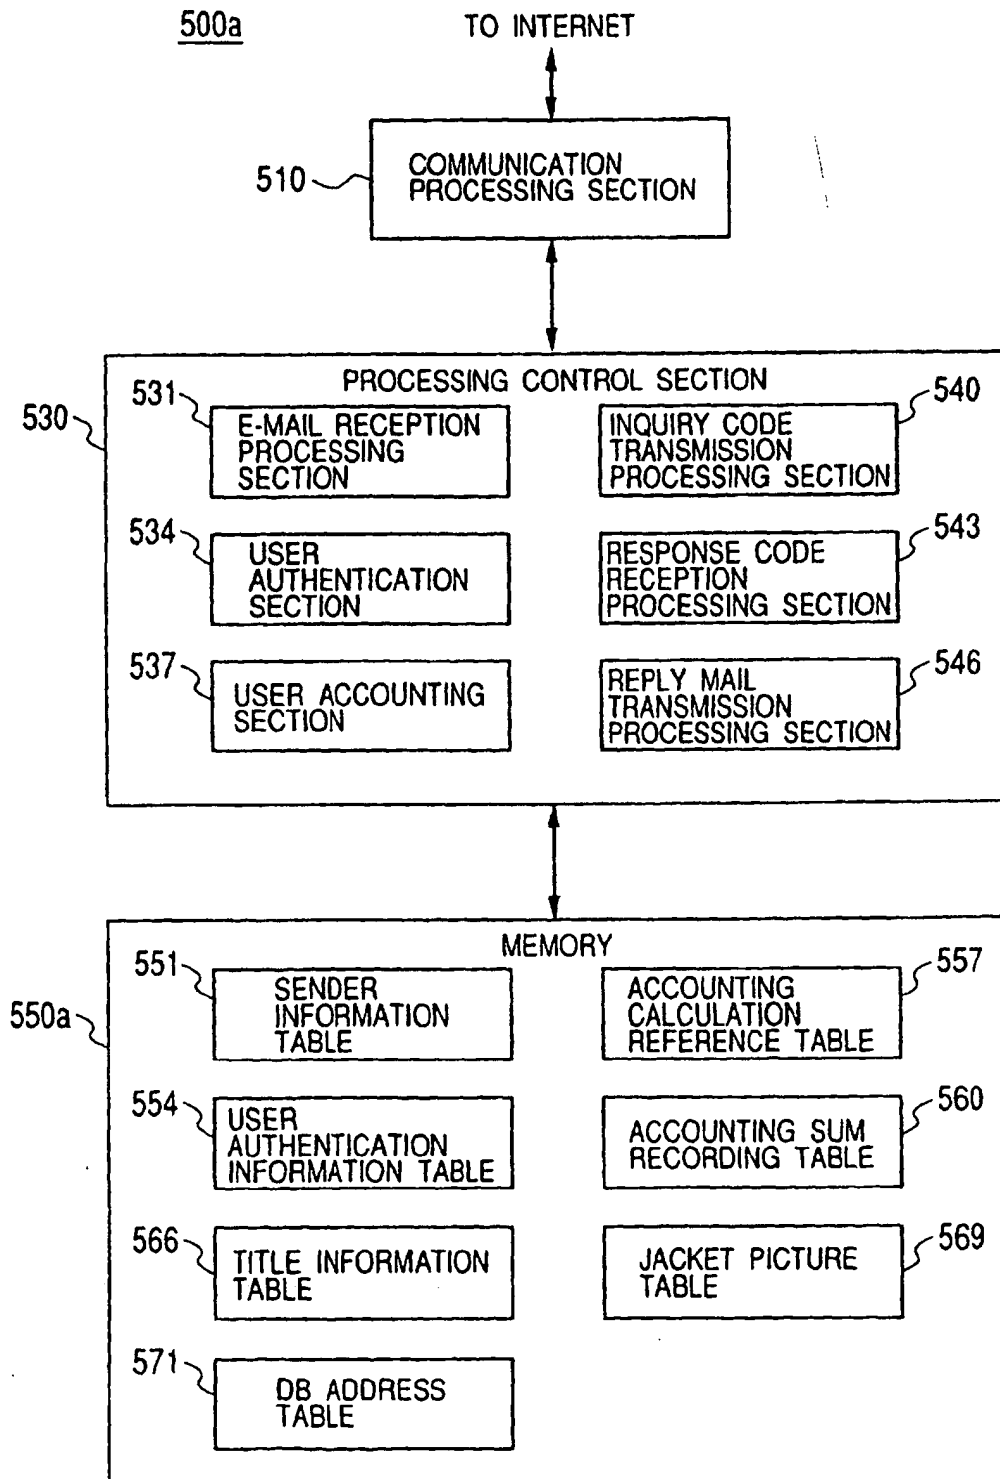 500a
TO INTERNET
510
COMMUNICATION
PROCESSING SECTION
530
PROCESSING CONTROL SECTION
531
E-MAIL RECEPTION
PROCESSING
SECTION
540
INQUIRY CODE
TRANSMISSION
PROCESSING SECTION
534
USER
AUTHENTICATION
SECTION
543
RESPONSE CODE
RECEPTION
PROCESSING SECTION
537
USER ACCOUNTING
SECTION
546
REPLY MAIL
TRANSMISSION
PROCESSING SECTION
550a
MEMORY
551
SENDER
INFORMATION
TABLE
557
ACCOUNTING
CALCULATION
REFERENCE TABLE
554
USER
AUTHENTICATION
INFORMATION TABLE
560
ACCOUNTING SUM
RECORDING TABLE
566
TITLE INFORMATION
TABLE
569
JACKET PICTURE
TABLE
571
DB ADDRESS
TABLE